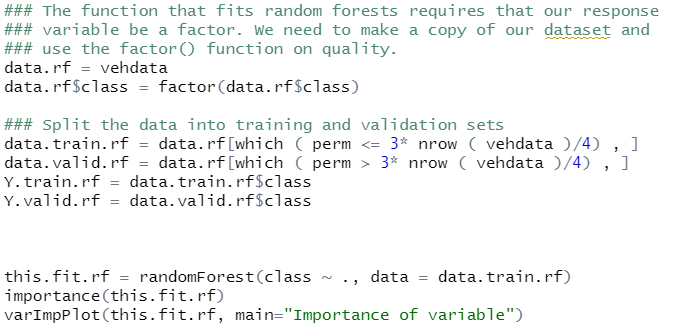 ### The function that fits random forests requires that our response
### variable be a factor. We need to make a copy of our dataset and
### use the factor() function on quality.
data.rf = vehdata
data.rf$class = factor(data.rf$class)
### Split the data into training and validation sets
data.train.rf = data.rf[which ( perm <= 3* nrow ( vehdata )/4) , ]
data.valid.rf = data.rf[which ( perm > 3* nrow ( vehdata )/4) , ]
Y.train.rf = data.train.rf$class
Y.valid.rf = data.valid.rf$class
this.fit.rf = randomForest(class ~ ., data = data.train.rf)
importance(this.fit.rf)
varImpPlot(this.fit.rf, main="Importance of variable")